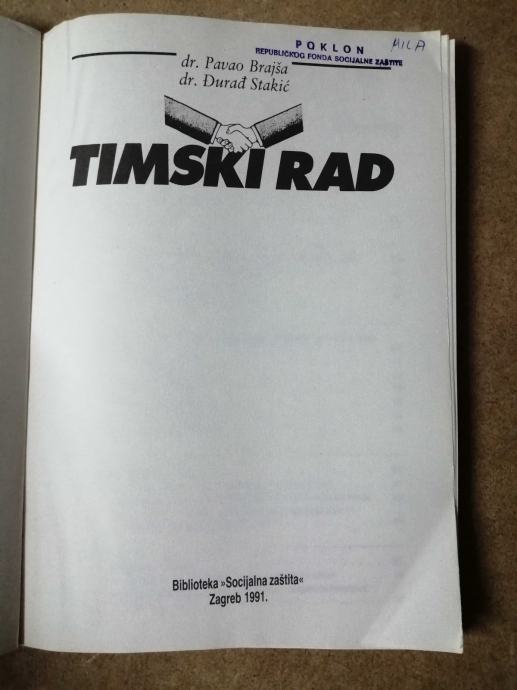 POKLON
REPUBLIČKOG FONDA SOCIJALNE ZAŠTITE
MILA
dr. Pavao Brajša
dr. Đurađ Stakić
TIMSKI RAD
Biblioteka »Socijalna zaštita«
Zagreb 1991.